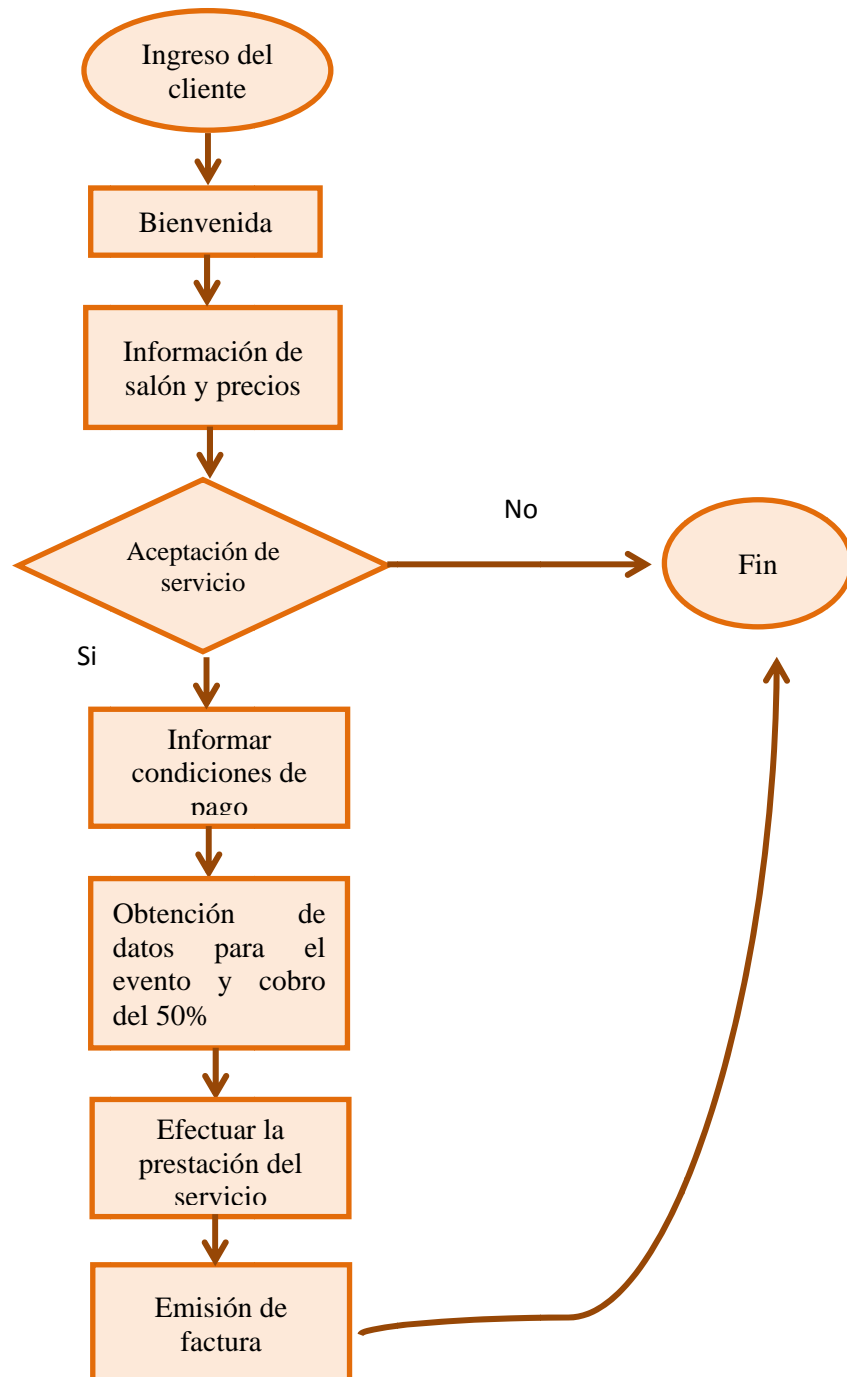 Ingreso del
cliente
Bienvenida
Información de
salón y precios
Aceptación de
servicio
No
Fin
Si
Informar
condiciones de
pago
Obtención de
datos para el
evento y cobro
del 50%
Efectuar la
prestación del
servicio
Emisión de
factura